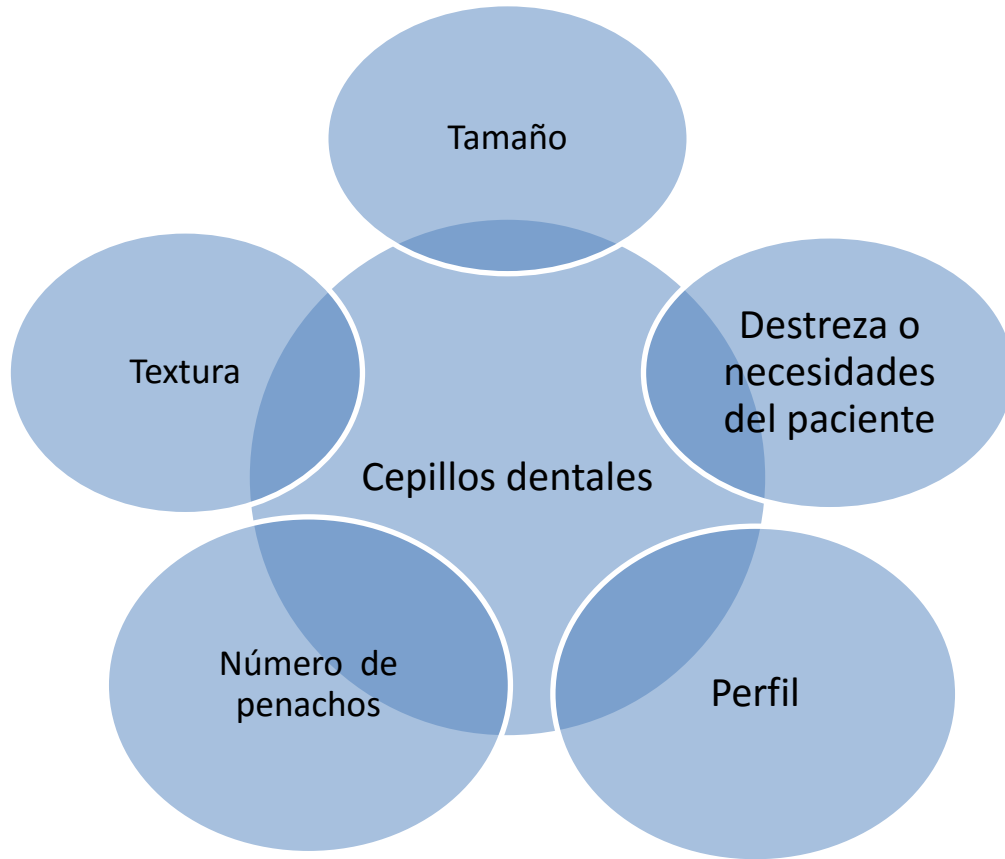 Tamaño
Destreza o
necesidades
del paciente
Textura
Cepillos dentales
Número de
penachos
Perfil